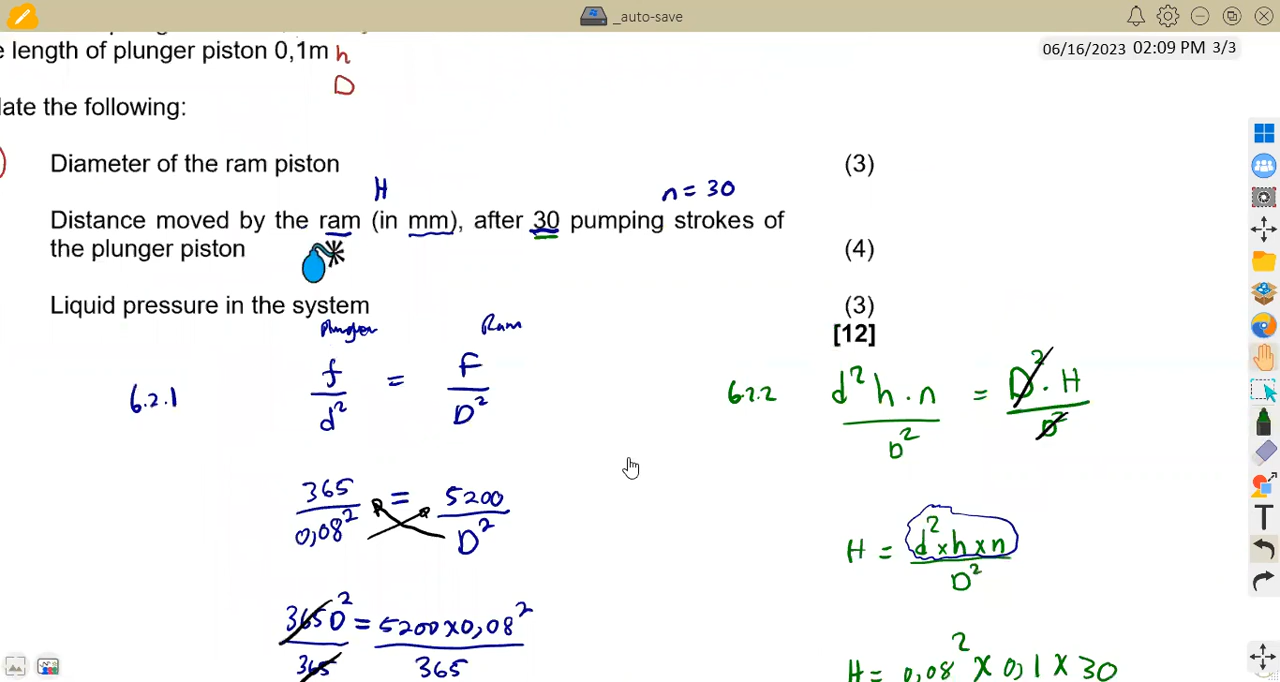 _auto-save
e length of plunger piston 0,1m h
06/16/2023 02:09 PM 3/3
D
late the following:
Diameter of the ram piston (3)
H n = 30
Distance moved by the ram (in mm), after 30 pumping strokes of
the plunger piston (4)
Liquid pressure in the system (3)
Plunger Ram [12]
6.2.1 f/d² = F/D²
6.2.2 d²h.n/D² = D².H/D²
365/0,08² = 5200/D²
H = d²×h×n/D²
365D²/365 = 5200×0,08²/365
H = 0,08² × 0,1 × 30
T